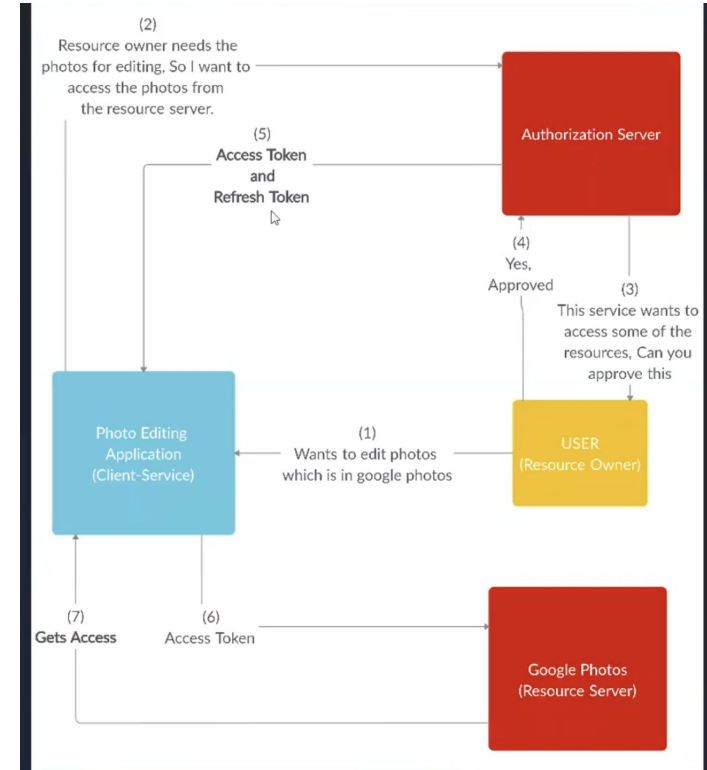 (2)
Resource owner needs the
photos for editing, So I want to
access the photos from
the resource server.
Authorization Server
(5)
Access Token
and
Refresh Token
(4)
Yes,
Approved
(3)
This service wants to
access some of the
resources, Can you
approve this
Photo Editing
Application
(Client-Service)
(1)
Wants to edit photos
which is in google photos
USER
(Resource Owner)
(7)
Gets Access
(6)
Access Token
Google Photos
(Resource Server)